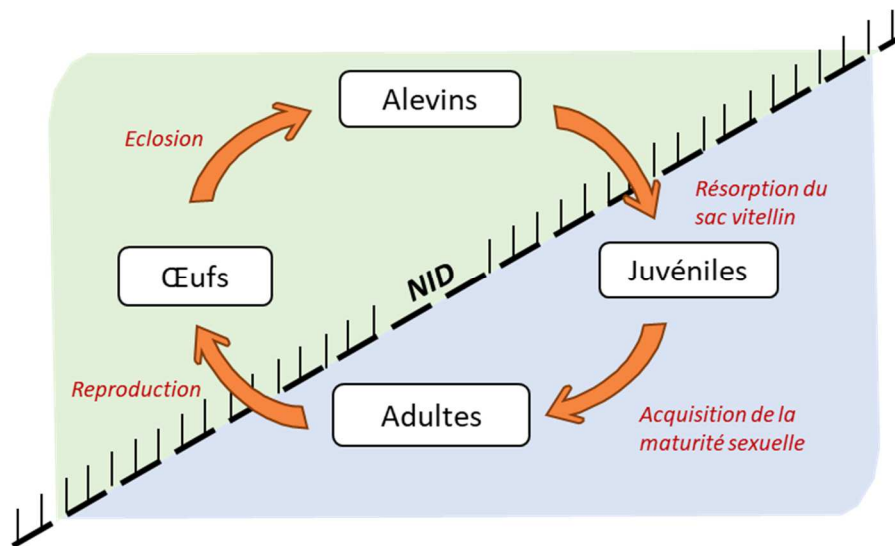 Alevins
Eclosion
Résorption du
sac vitellin
Œufs
NID
Juvéniles
Reproduction
Adultes
Acquisition de la
maturité sexuelle